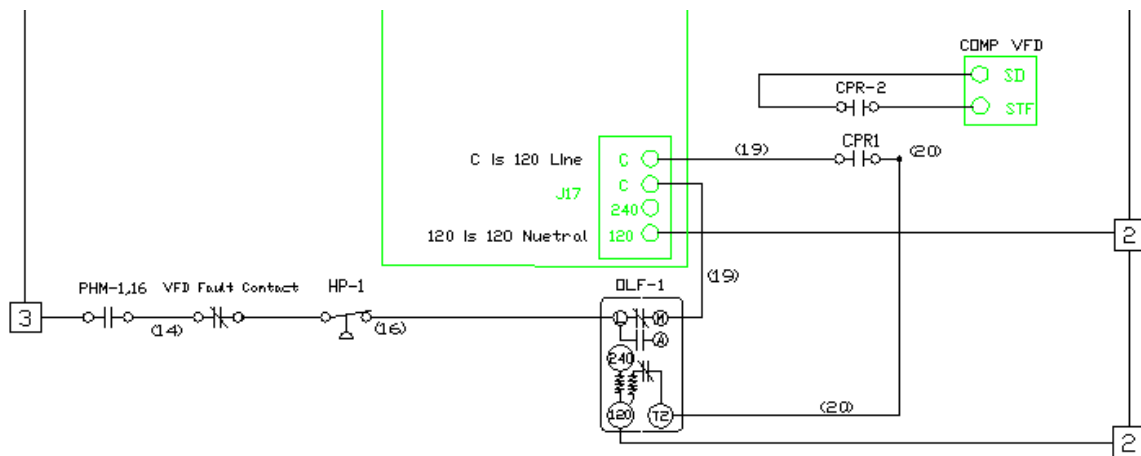 COMP VFD
SD
CPR-2
STF
CPR1
(19)
(20)
C Is 120 LIne
C
C
J17
240
120 Is 120 Nuetral
120
2
(19)
OLF-1
PHM-1,16
VFD Fault Contact
HP-1
3
(14)
(16)
L
M
A
240
120
T2
(20)
2